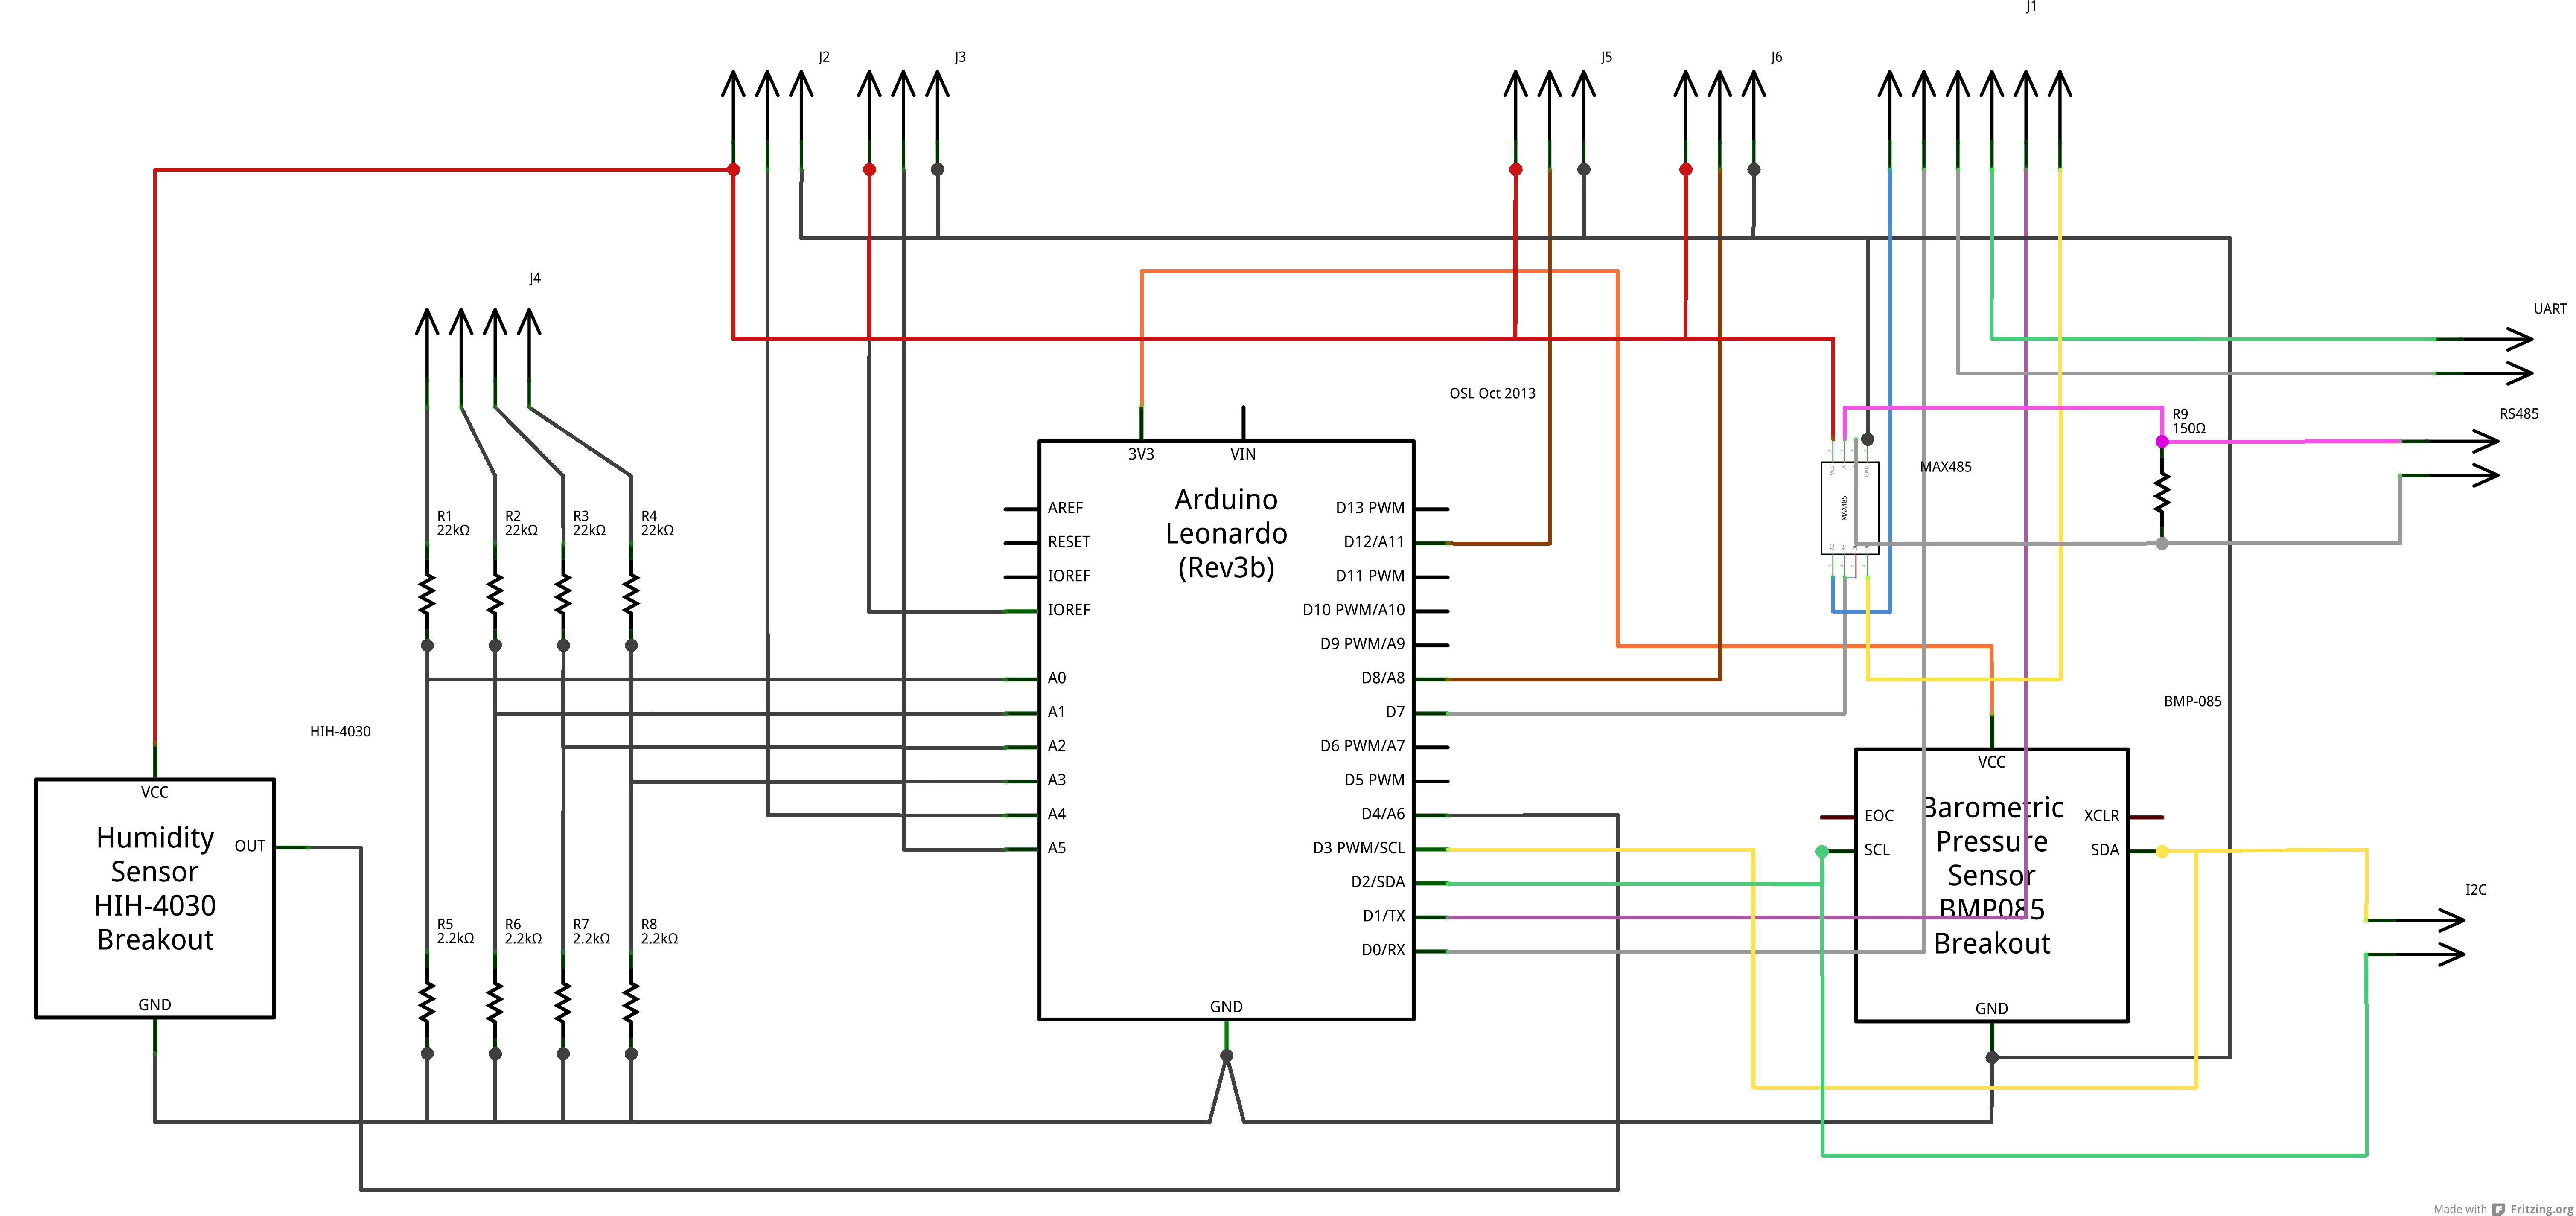 J1
J2
J3
J5
J6
J4
UART
OSL Oct 2013
R9
150Ω
RS485
3V3
VIN
MAX485
VCC
A
GND
MAX485
RO
RE
Arduino
Leonardo
(Rev3b)
AREF
RESET
IOREF
IOREF
A0
A1
A2
A3
A4
A5
D13 PWM
D12/A11
D11 PWM
D10 PWM/A10
D9 PWM/A9
D8/A8
D7
D6 PWM/A7
D5 PWM
D4/A6
D3 PWM/SCL
D2/SDA
D1/TX
D0/RX
GND
R1
22kΩ
R2
22kΩ
R3
22kΩ
R4
22kΩ
HIH-4030
VCC
Humidity
Sensor
HIH-4030
Breakout
OUT
GND
R5
2.2kΩ
R6
2.2kΩ
R7
2.2kΩ
R8
2.2kΩ
BMP-085
VCC
EOC
SCL
Barometric
Pressure
Sensor
BMP085
Breakout
XCLR
SDA
GND
I2C
Made with Fritzing.org